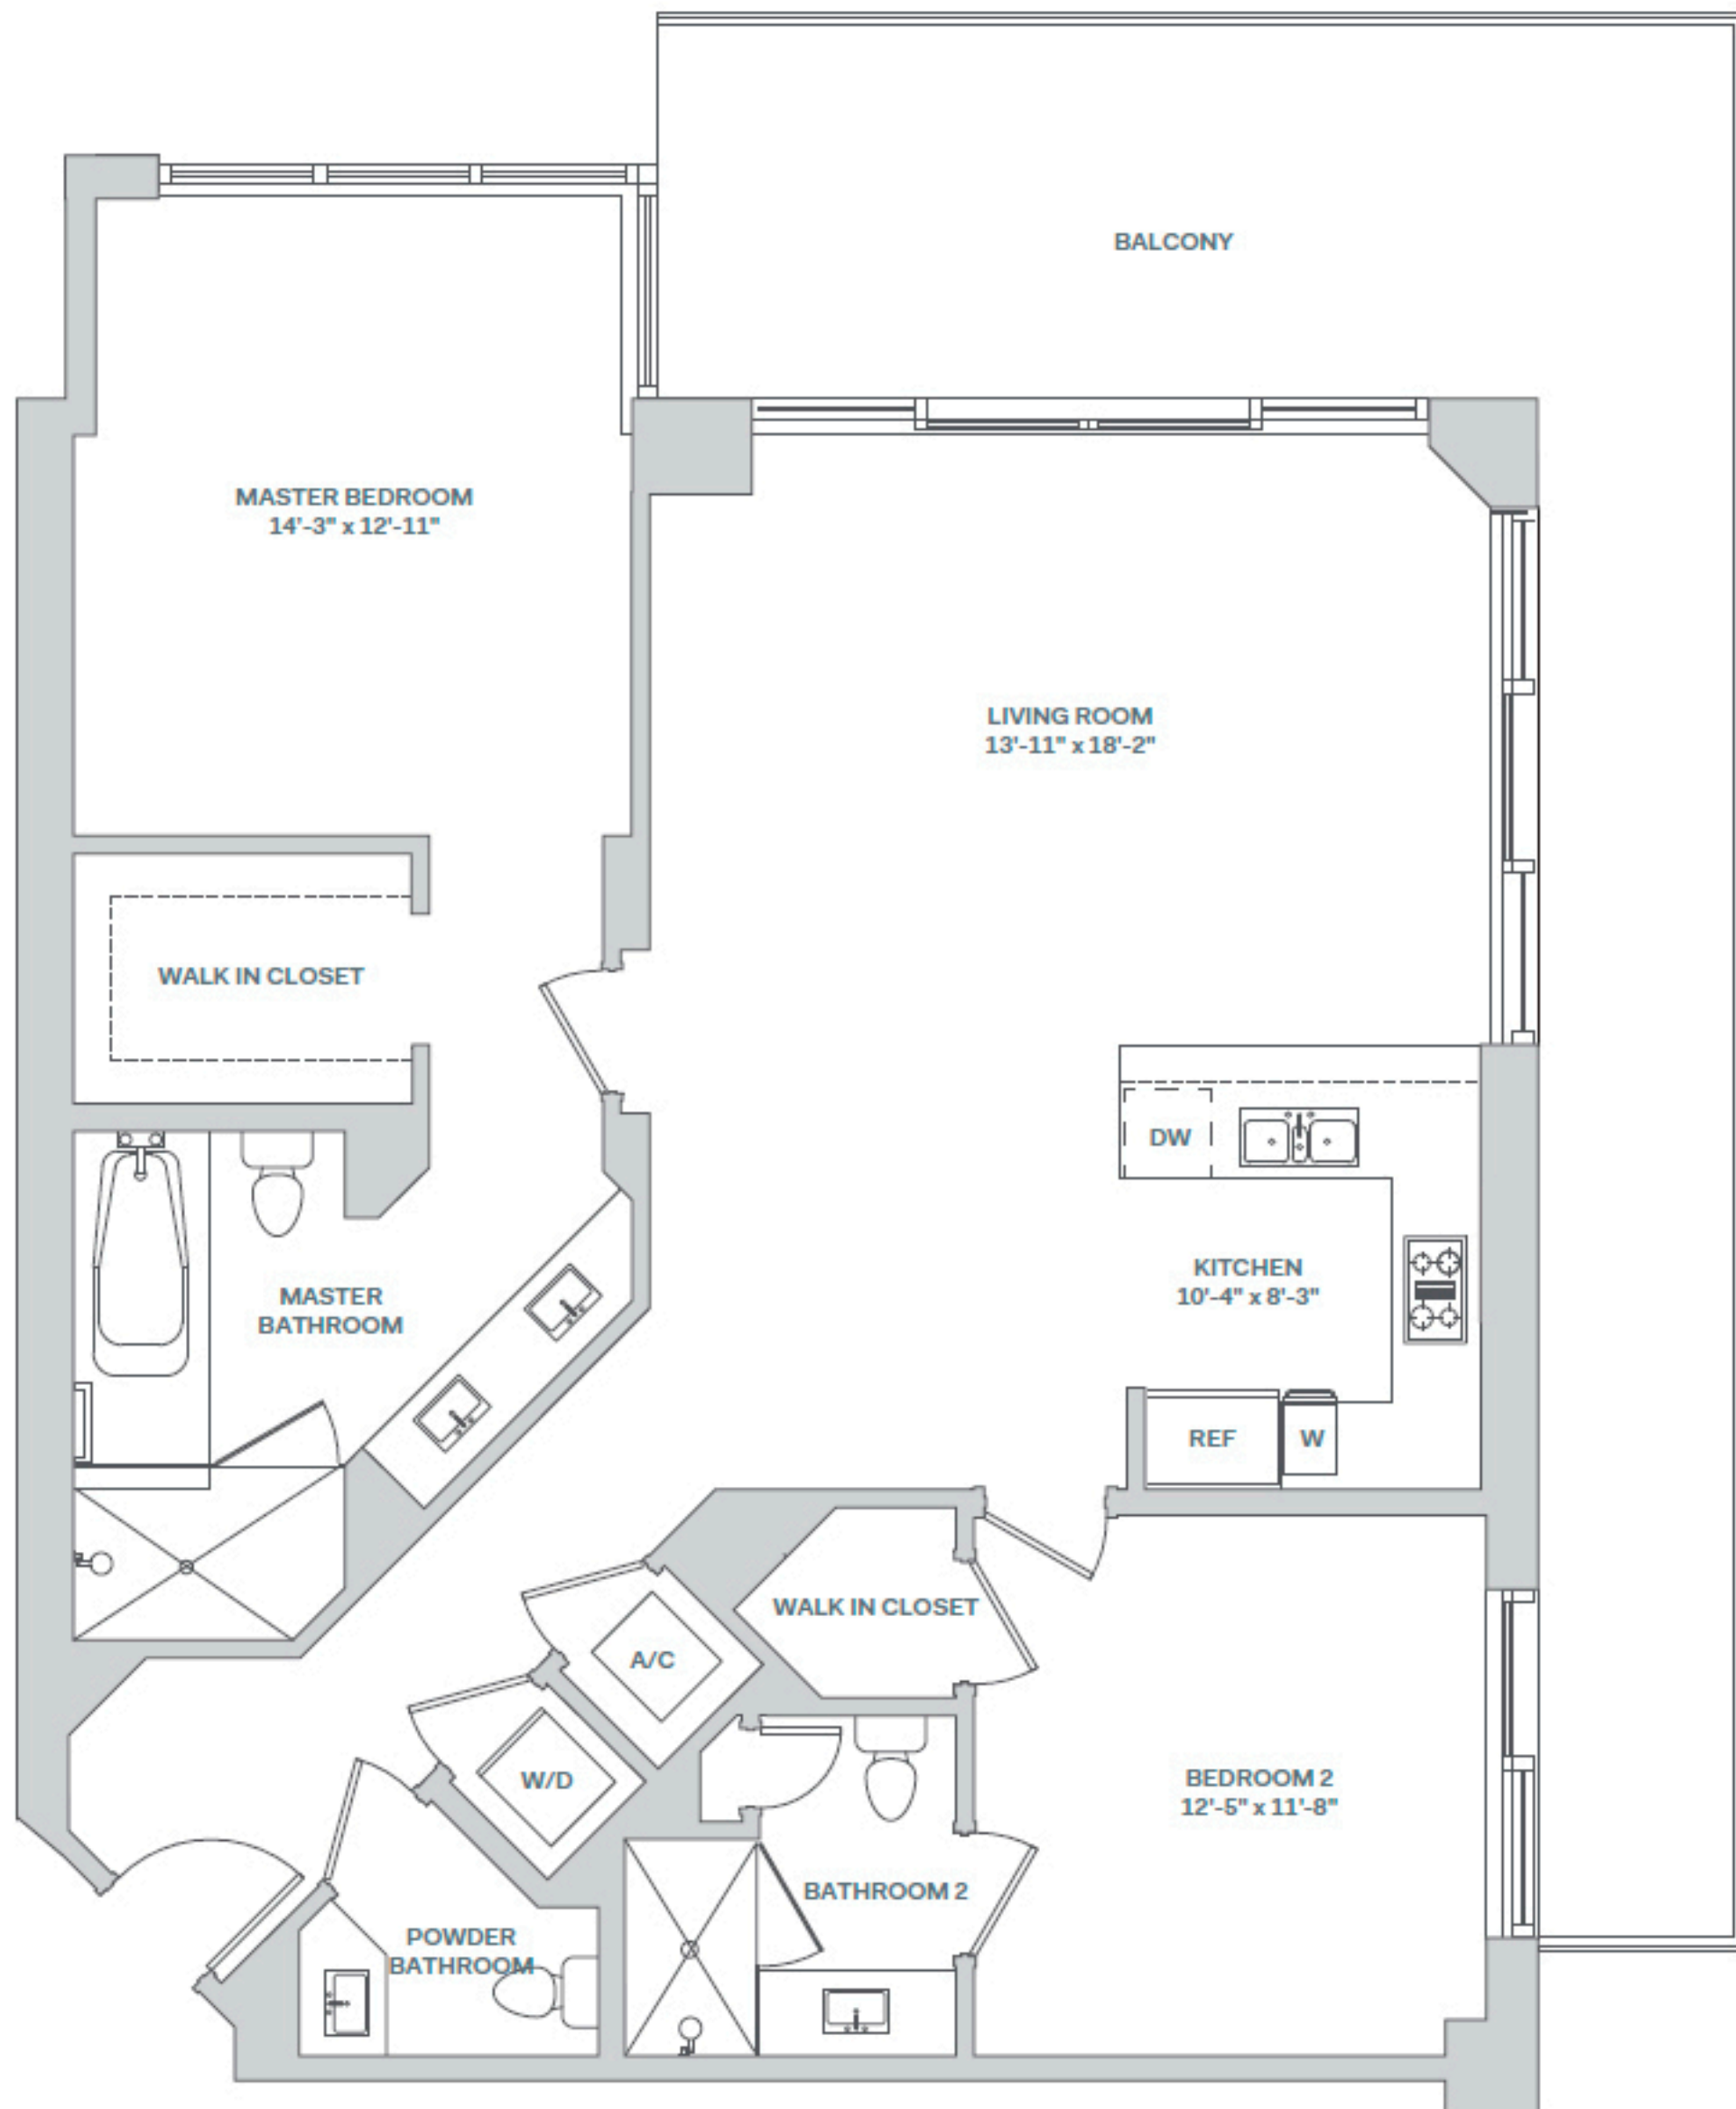 BALCONY
MASTER BEDROOM
14'-3" x 12'-11"
LIVING ROOM
13'-11" x 18'-2"
WALK IN CLOSET
DW
MASTER
BATHROOM
KITCHEN
10'-4" x 8'-3"
REF
W
WALK IN CLOSET
A/C
W/D
BEDROOM 2
12'-5" x 11'-8"
BATHROOM 2
POWDER
BATHROOM